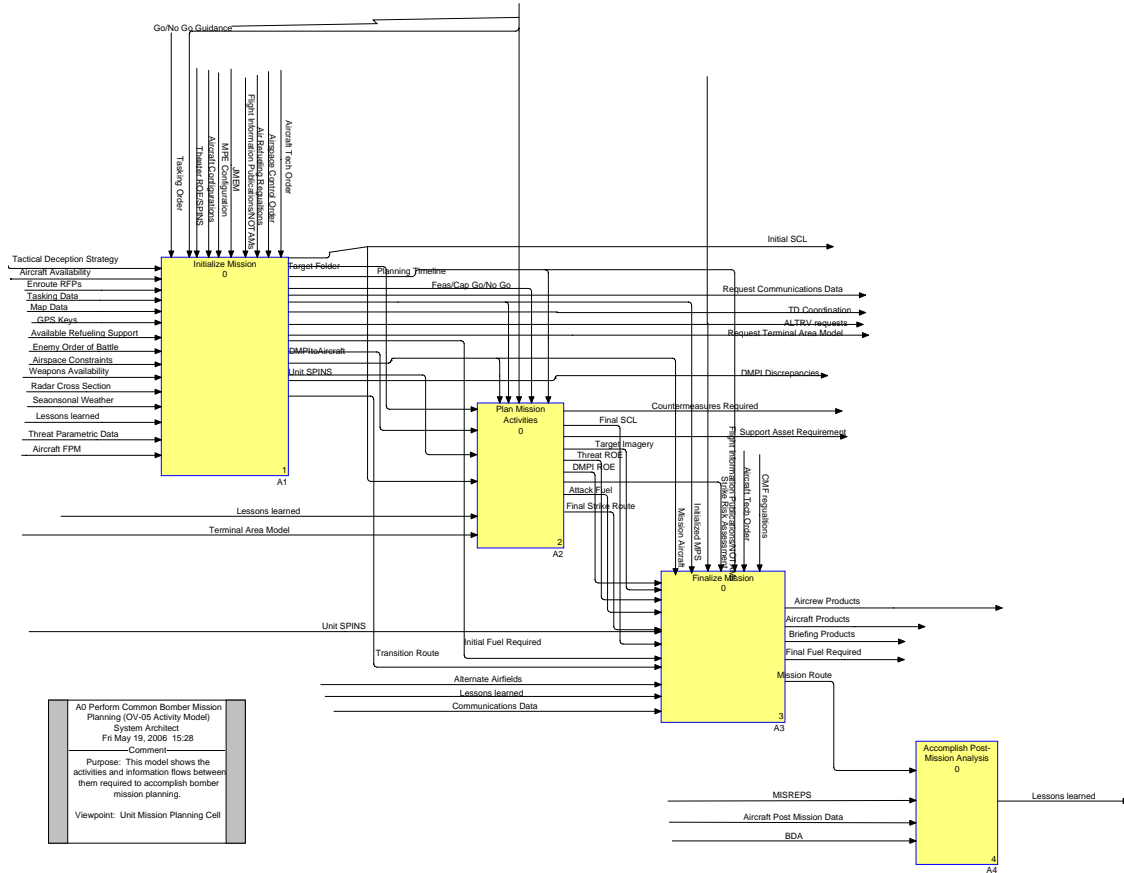 Go/No Go Guidance
Tasking Order
Theater ROE/SPINS
Aircraft Configurations
MPE Configuration
JMEM
Flight Information Publications/NOTAMs
Air Refueling Regualtions
Airspace Control Order
Aircraft Tech Order
Tactical Deception Strategy
Aircraft Availability
Enroute RFPs
Tasking Data
Map Data
GPS Keys
Available Refueling Support
Enemy Order of Battle
Airspace Constraints
Weapons Availability
Radar Cross Section
Seaonsonal Weather
Lessons learned
Threat Parametric Data
Aircraft FPM
Initialize Mission
0
1
A1
Target Folder
Planning Timeline
Feas/Cap Go/No Go
DMPItoAircraft
Unit SPINS
Initial SCL
Request Communications Data
TD Coordination
ALTRV requests
Request Terminal Area Model
DMPI Discrepancies
Plan Mission
Activities
0
2
A2
Countermeasures Required
Final SCL
Support Asset Requirement
Target Imagery
Threat ROE
DMPI ROE
Attack Fuel
Final Strike Route
Lessons learned
Terminal Area Model
Mission Aircraft
Initialized MPS
Strike Risk Assessment
Flight Information Publications/NOTAMs
Aircraft Tech Order
CMF regualtions
Finalize Mission
0
3
A3
Unit SPINS
Initial Fuel Required
Transition Route
Alternate Airfields
Lessons learned
Communications Data
Aircrew Products
Aircraft Products
Briefing Products
Final Fuel Required
Mission Route
Accomplish Post-
Mission Analysis
0
4
A4
MISREPS
Aircraft Post Mission Data
BDA
Lessons learned
A0 Perform Common Bomber Mission
Planning (OV-05 Activity Model)
System Architect
Fri May 19, 2006 15:28
Comment
Purpose: This model shows the
activities and information flows between
them required to accomplish bomber
mission planning.
Viewpoint: Unit Mission Planning Cell